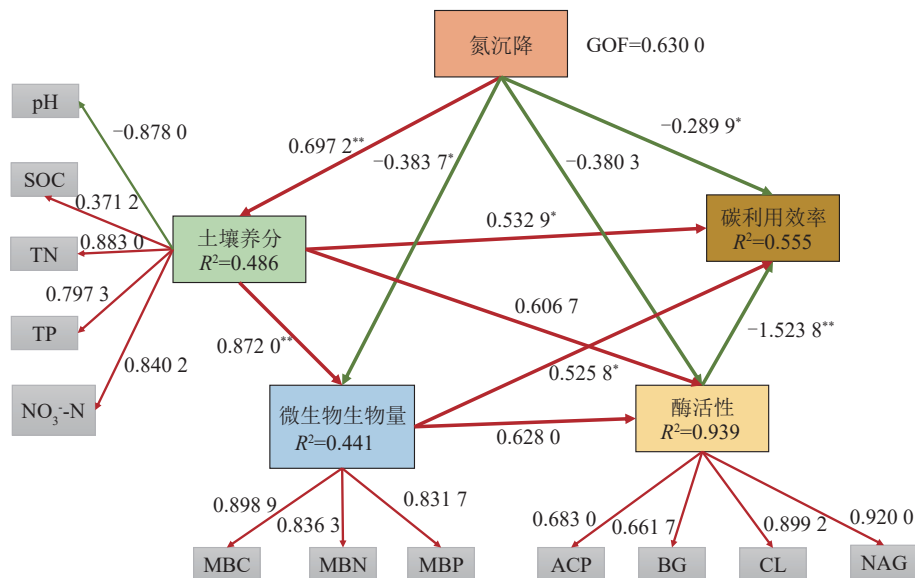 氮沉降
GOF=0.630 0
pH
−0.878 0
0.697 2**
−0.383 7*
−0.380 3
−0.289 9*
SOC
0.371 2
土壤养分
R²=0.486
0.532 9*
碳利用效率
R²=0.555
TN
0.883 0
0.797 3
0.606 7
TP
0.872 0**
−1.523 8**
0.840 2
0.525 8*
NO₃⁻-N
微生物生物量
R²=0.441
0.628 0
酶活性
R²=0.939
0.898 9
0.836 3
0.831 7
0.683 0
0.661 7
0.899 2
0.920 0
MBC
MBN
MBP
ACP
BG
CL
NAG